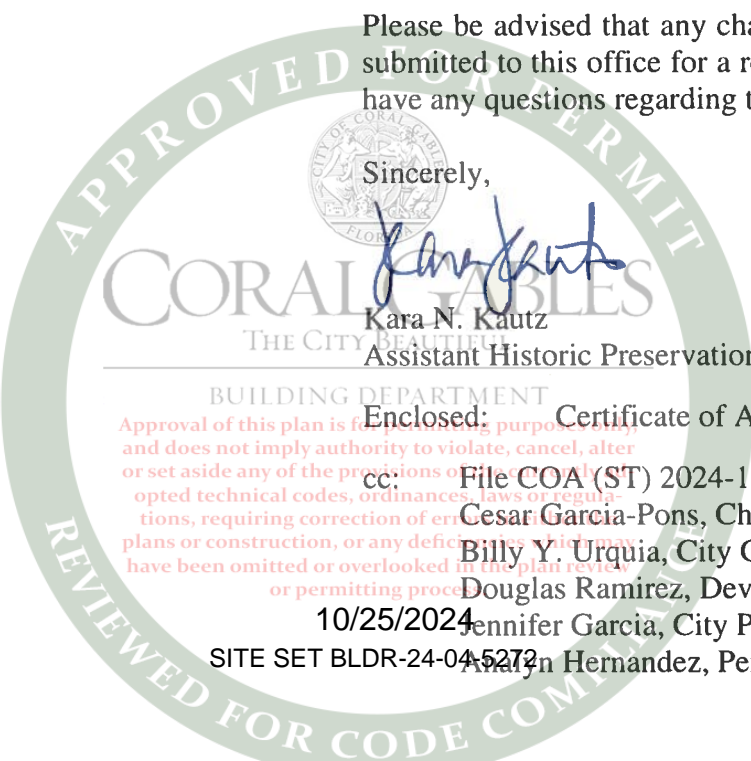 Please be advised that any cha
submitted to this office for a r
have any questions regarding t
Sincerely,
Kara N. Kautz
Assistant Historic Preservation
Enclosed: Certificate of A
cc: File COA (ST) 2024-1
Cesar Garcia-Pons, Ch
Billy Y. Urquia, City C
Douglas Ramirez, Dev
Jennifer Garcia, City P
Analyn Hernandez, Pe
APPROVED FOR PERMIT
CITY OF CORAL GABLES
FLORIDA
CORAL GABLES
THE CITY BEAUTIFUL
BUILDING DEPARTMENT
Approval of this plan is for permitting purposes only,
and does not imply authority to violate, cancel, alter
or set aside any of the provisions of the currently
opted technical codes, ordinances, laws or regula-
tions, requiring correction of errors the
plans or construction, or any deficiencies which may
have been omitted or overlooked in the plan review
or permitting process.
10/25/2024
SITE SET BLDR-24-04-5272
REVIEWED FOR CODE COMPLIANCE